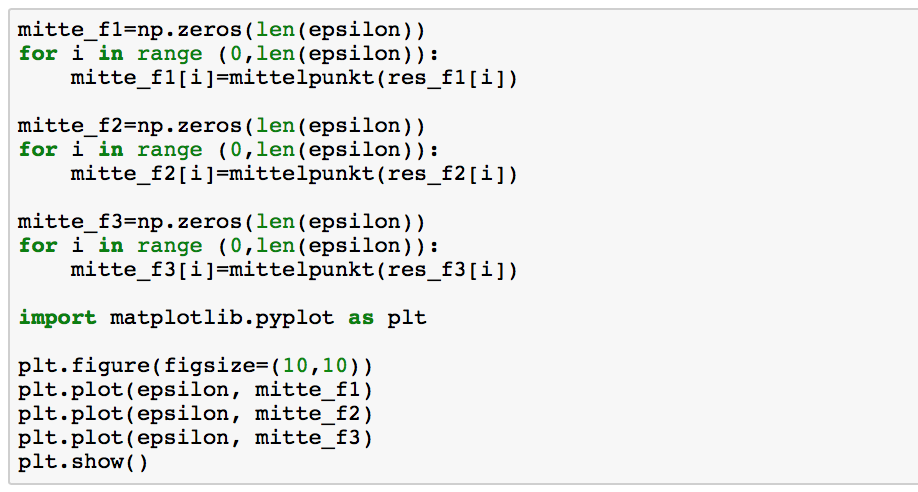 mitte_f1=np.zeros(len(epsilon))
for i in range (0,len(epsilon)):
    mitte_f1[i]=mittelpunkt(res_f1[i])
mitte_f2=np.zeros(len(epsilon))
for i in range (0,len(epsilon)):
    mitte_f2[i]=mittelpunkt(res_f2[i])
mitte_f3=np.zeros(len(epsilon))
for i in range (0,len(epsilon)):
    mitte_f3[i]=mittelpunkt(res_f3[i])
import matplotlib.pyplot as plt
plt.figure(figsize=(10,10))
plt.plot(epsilon, mitte_f1)
plt.plot(epsilon, mitte_f2)
plt.plot(epsilon, mitte_f3)
plt.show()